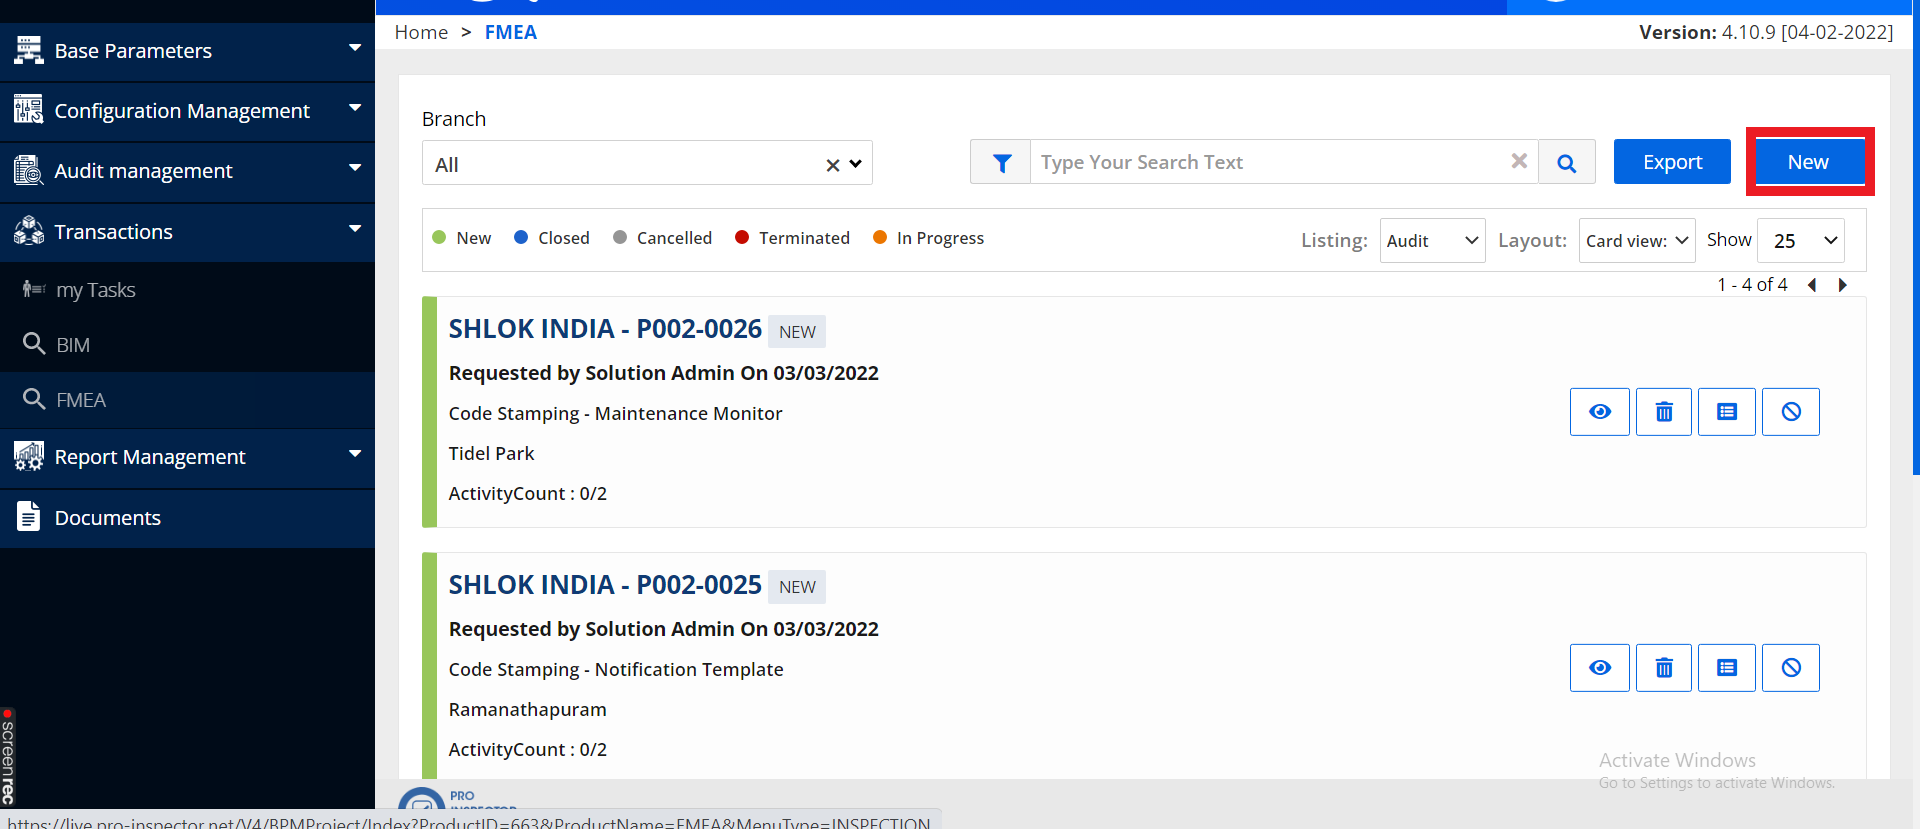 Base Parameters
Configuration Management
Audit management
Transactions
my Tasks
BIM
FMEA
Report Management
Documents
screenrec
Home > FMEA
Version: 4.10.9 [04-02-2022]
Branch
All
Type Your Search Text
Export
New
New Closed Cancelled Terminated In Progress
Listing: Audit Layout: Card view: Show 25
1 - 4 of 4
SHLOK INDIA - P002-0026 NEW
Requested by Solution Admin On 03/03/2022
Code Stamping - Maintenance Monitor
Tidel Park
ActivityCount : 0/2
SHLOK INDIA - P002-0025 NEW
Requested by Solution Admin On 03/03/2022
Code Stamping - Notification Template
Ramanathapuram
ActivityCount : 0/2
Activate Windows
Go to Settings to activate Windows.
PRO
INSPECTOR
https://live.pro-inspector.net/V4/BPMProject/Index?ProductID=663&ProductName=FMEA&MenuType=INSPECTION